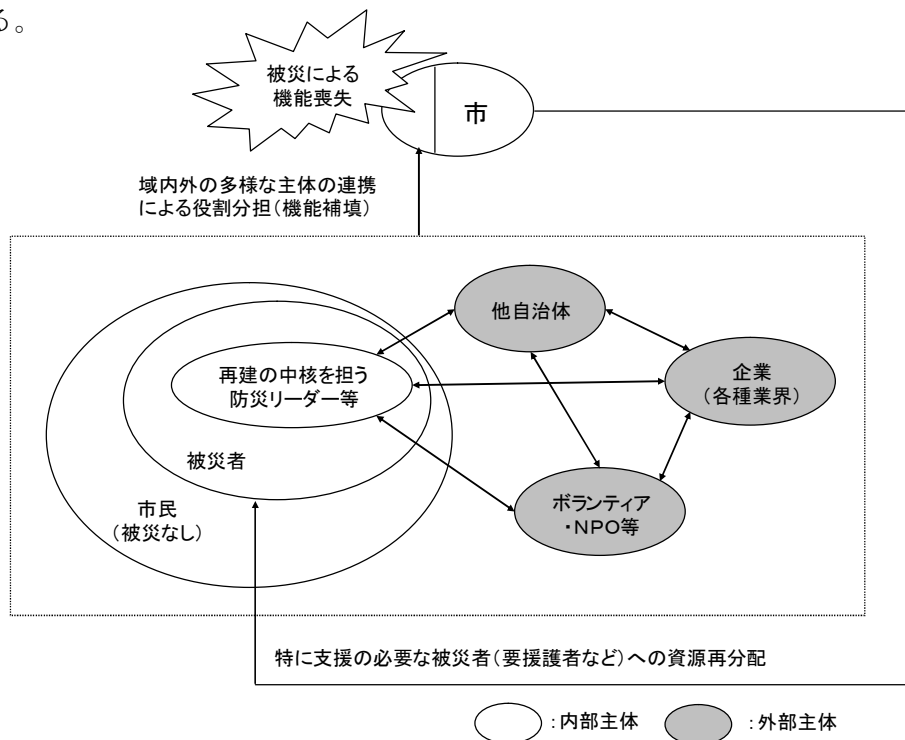 る。
被災による
機能喪失
市
域内外の多様な主体の連携
による役割分担(機能補填)
他自治体
再建の中核を担う
防災リーダー等
企業
(各種業界)
被災者
ボランティア
・NPO等
市民
(被災なし)
特に支援の必要な被災者(要援護者など)への資源再分配
:内部主体
:外部主体